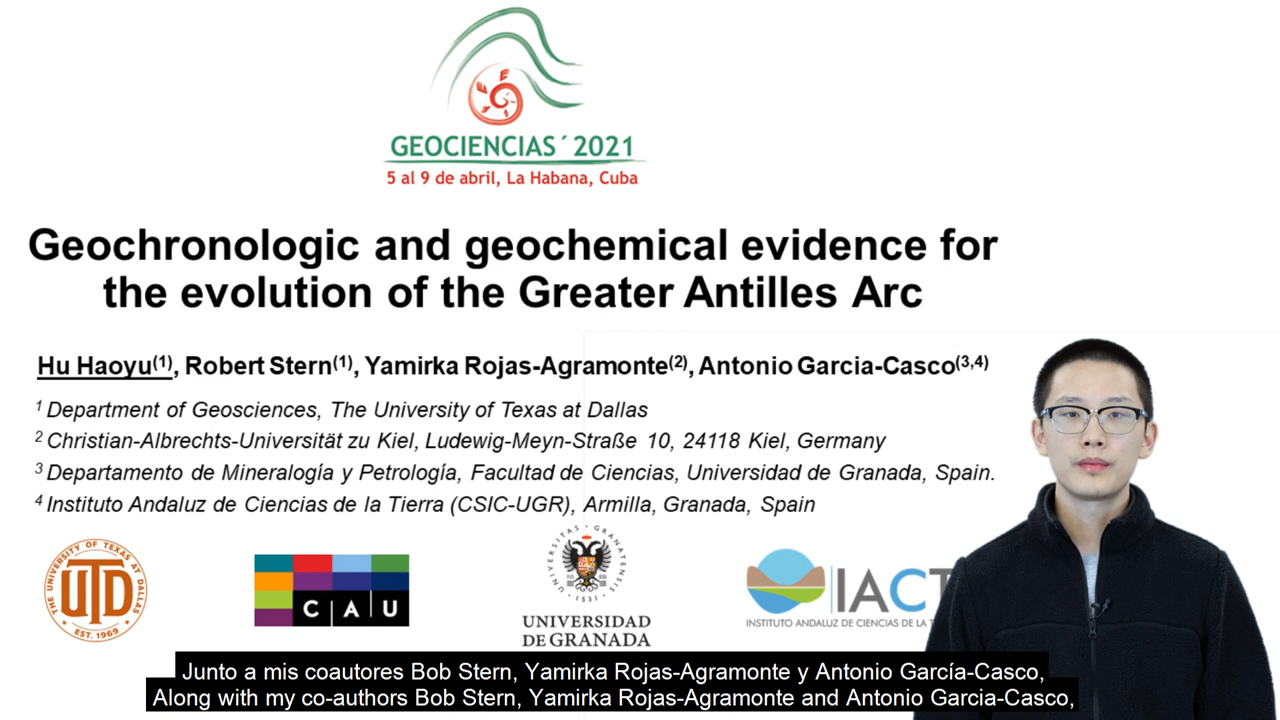 GEOCIENCIAS´2021
5 al 9 de abril, La Habana, Cuba
Geochronologic and geochemical evidence for
the evolution of the Greater Antilles Arc
Hu Haoyu(1), Robert Stern(1), Yamirka Rojas-Agramonte(2), Antonio Garcia-Casco(3,4)
1 Department of Geosciences, The University of Texas at Dallas
2 Christian-Albrechts-Universität zu Kiel, Ludewig-Meyn-Straße 10, 24118 Kiel, Germany
3 Departamento de Mineralogía y Petrología, Facultad de Ciencias, Universidad de Granada, Spain.
4 Instituto Andaluz de Ciencias de la Tierra (CSIC-UGR), Armilla, Granada, Spain
THE UNIVERSITY OF TEXAS AT DALLAS
UTD
EST. 1969
C|A|U
UNIVERSITAS GRANATENSIS
1531
UNIVERSIDAD
DE GRANADA
IACT
INSTITUTO ANDALUZ DE CIENCIAS DE LA
Junto a mis coautores Bob Stern, Yamirka Rojas-Agramonte y Antonio García-Casco,
Along with my co-authors Bob Stern, Yamirka Rojas-Agramonte and Antonio Garcia-Casco,